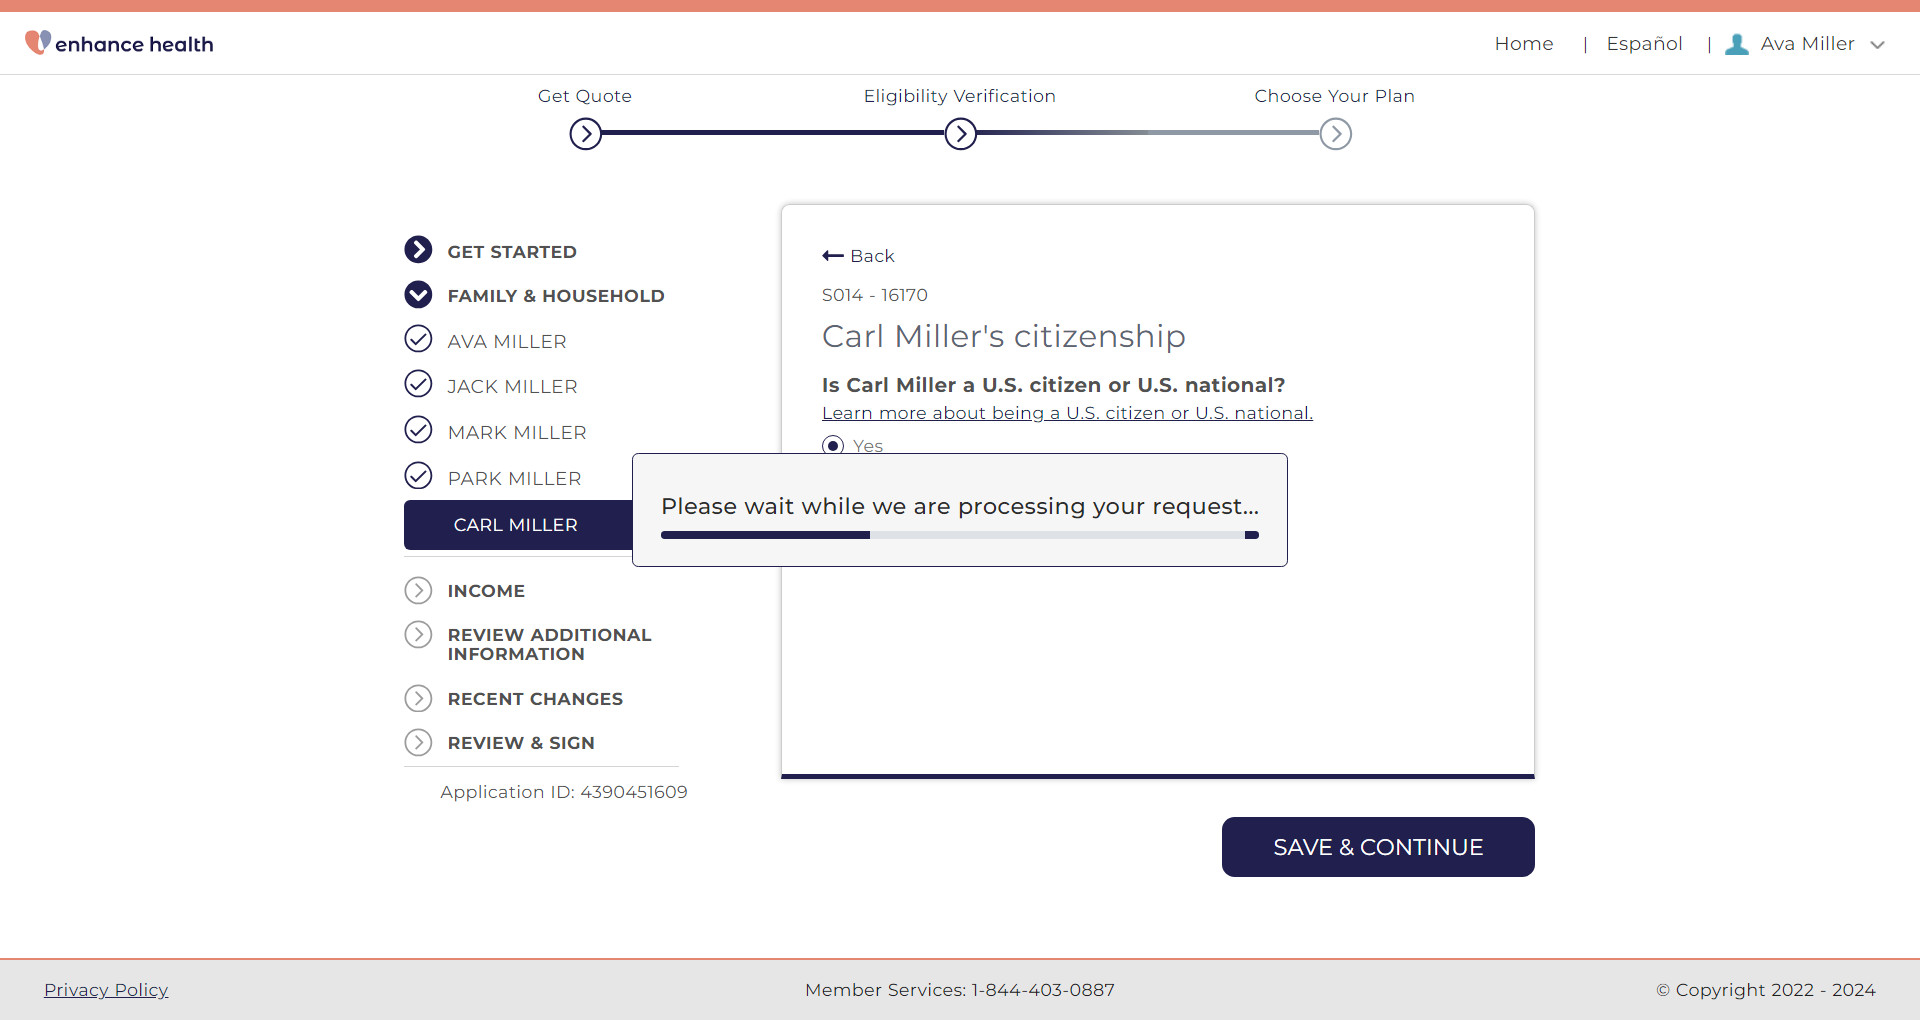 enhance health
Home | Español | Ava Miller
Get Quote
Eligibility Verification
Choose Your Plan
GET STARTED
FAMILY & HOUSEHOLD
AVA MILLER
JACK MILLER
MARK MILLER
PARK MILLER
CARL MILLER
INCOME
REVIEW ADDITIONAL
INFORMATION
RECENT CHANGES
REVIEW & SIGN
Application ID: 4390451609
Back
S014 - 16170
Carl Miller's citizenship
Is Carl Miller a U.S. citizen or U.S. national?
Learn more about being a U.S. citizen or U.S. national.
Yes
Please wait while we are processing your request...
SAVE & CONTINUE
Privacy Policy
Member Services: 1-844-403-0887
© Copyright 2022 - 2024